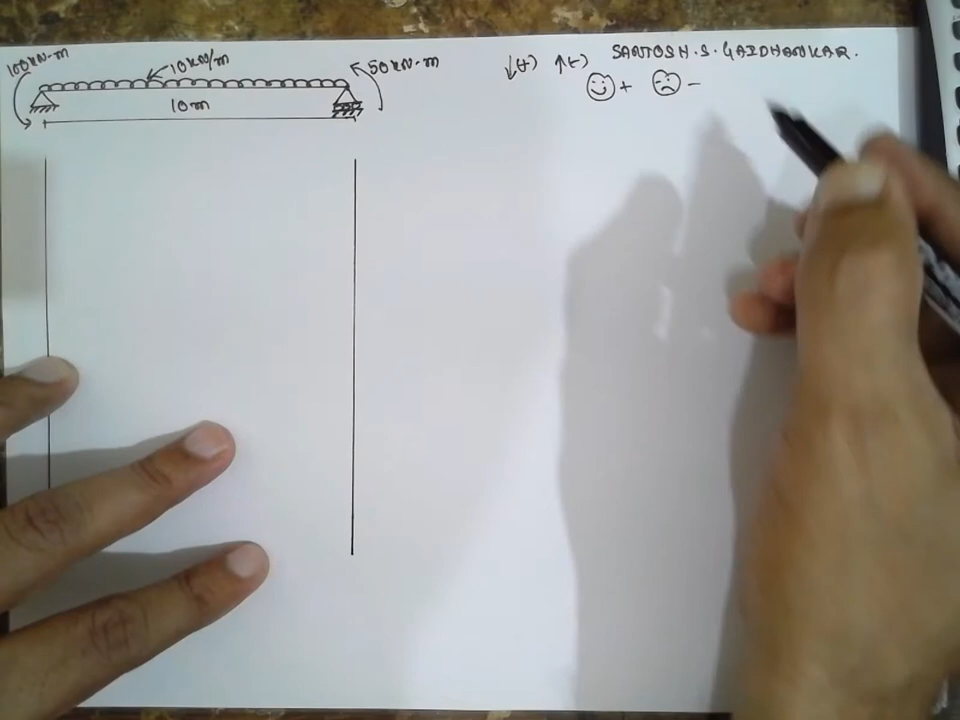 100KN-m
10KN/m
50KN-m
10m
↓(+) ↑(-)
SANTOSH.S.GAIDHANKAR.
+ -